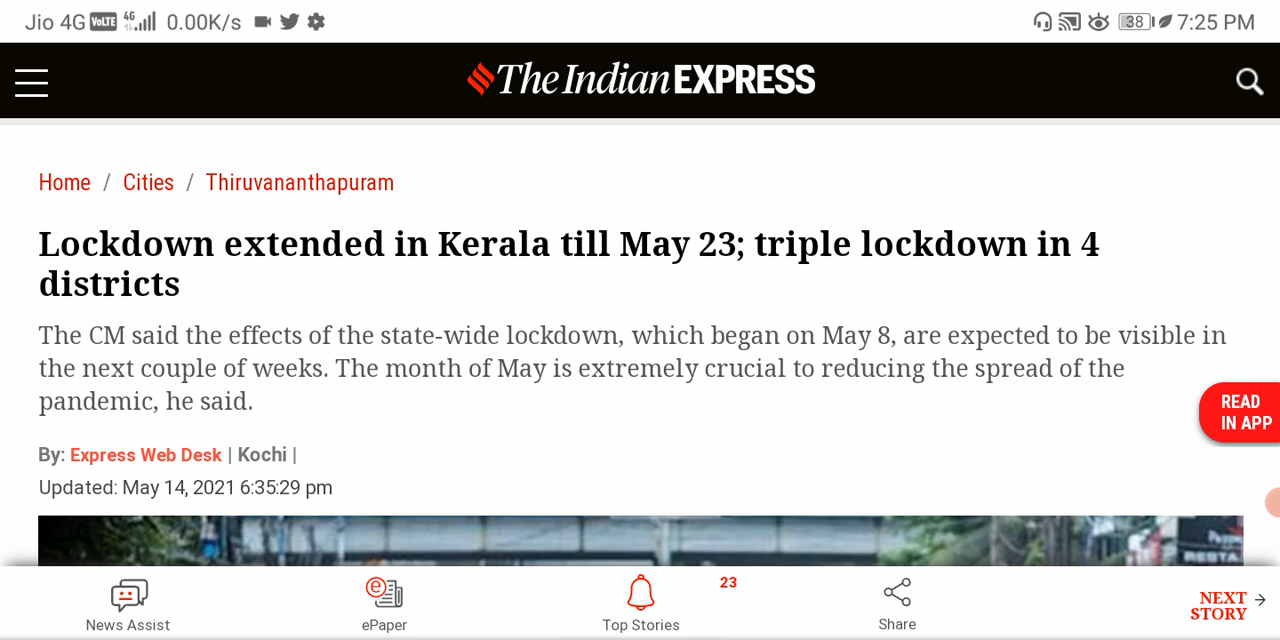 Jio 4G VoLTE 4G 0.00K/s 38 7:25 PM
The Indian EXPRESS
Home / Cities / Thiruvananthapuram
Lockdown extended in Kerala till May 23; triple lockdown in 4
districts
The CM said the effects of the state-wide lockdown, which began on May 8, are expected to be visible in
the next couple of weeks. The month of May is extremely crucial to reducing the spread of the
pandemic, he said.
READ
IN APP
By: Express Web Desk | Kochi |
Updated: May 14, 2021 6:35:29 pm
e
23
News Assist
ePaper
Top Stories
Share
NEXT
STORY